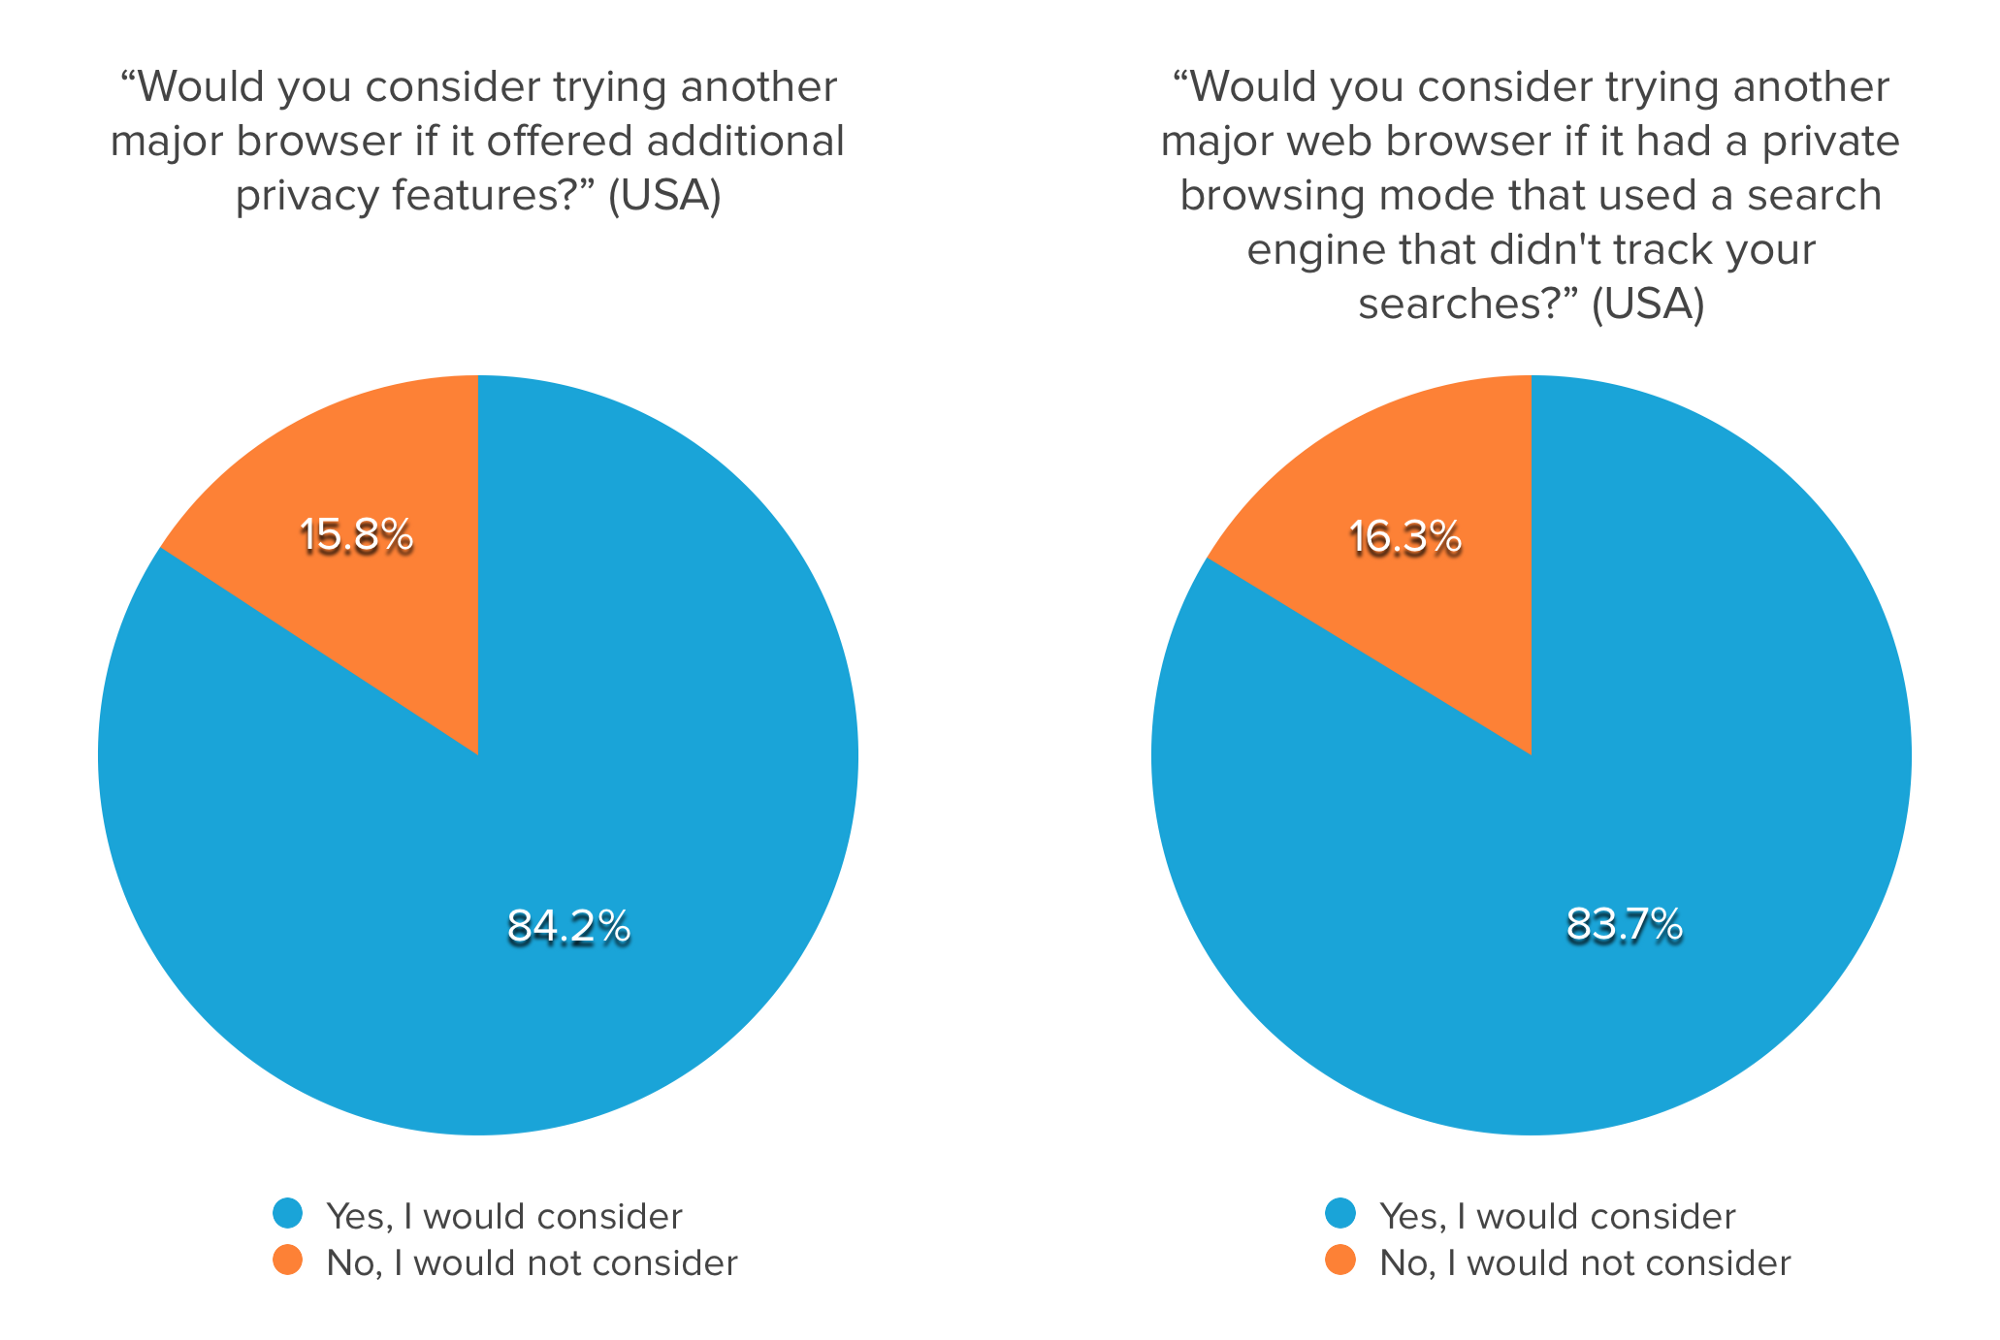 “Would you consider trying another
major browser if it offered additional
privacy features?” (USA)
15.8%
84.2%
Yes, I would consider
No, I would not consider
“Would you consider trying another
major web browser if it had a private
browsing mode that used a search
engine that didn't track your
searches?” (USA)
16.3%
83.7%
Yes, I would consider
No, I would not consider